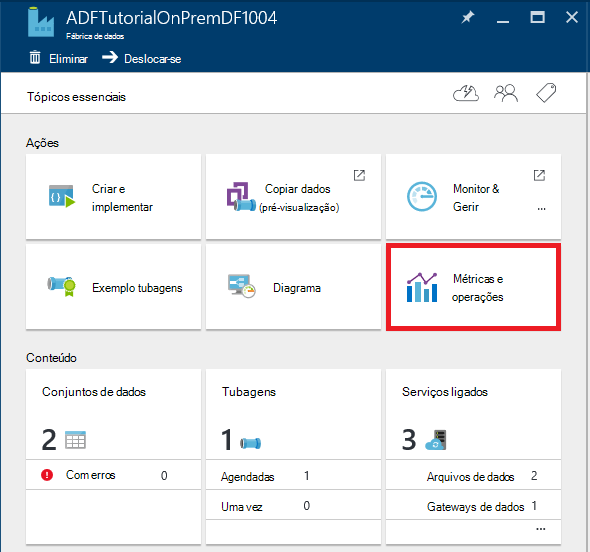 ADFTutorialOnPremDF1004
Fábrica de dados
Eliminar
Deslocar-se
Tópicos essenciais
Ações
Criar e
implementar
Copiar dados
(pré-visualização)
Monitor &
Gerir
...
Exemplo tubagens
Diagrama
Métricas e
operações
Conteúdo
Conjuntos de dados
2
Com erros 0
Tubagens
1
Agendadas 1
Uma vez 0
Serviços ligados
3
Arquivos de dados 2
Gateways de dados 1
...